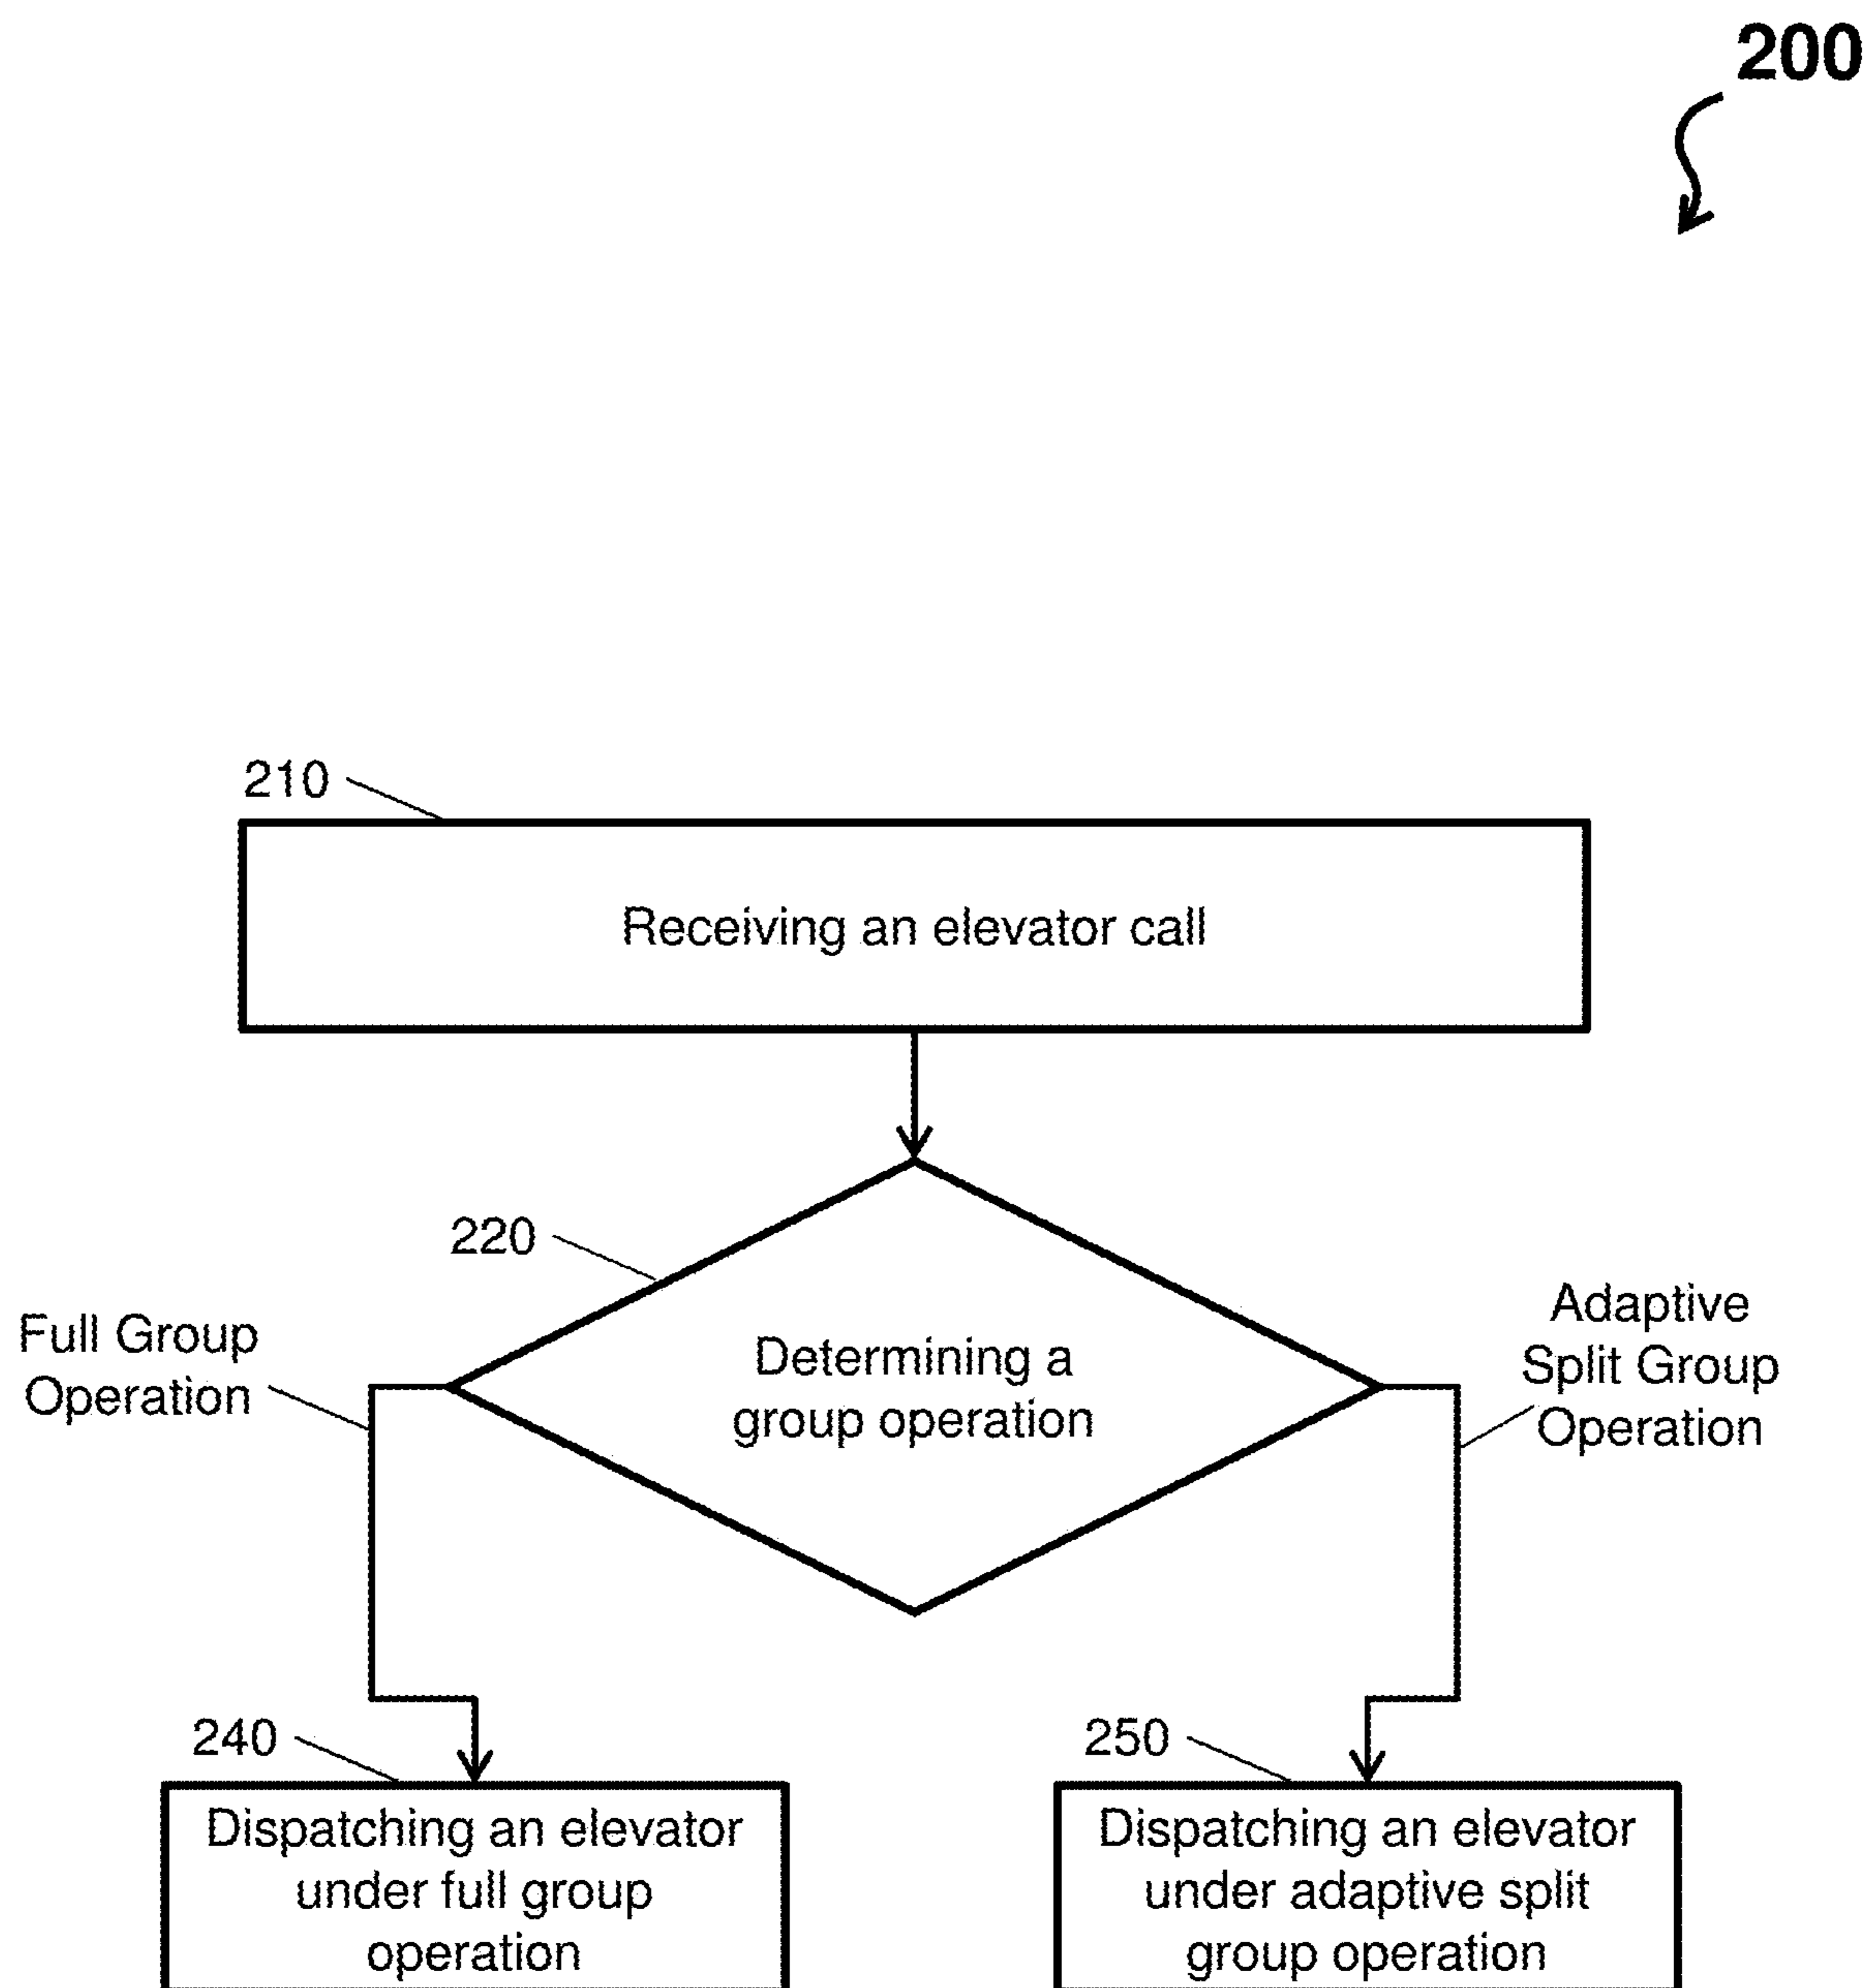 200
210
Receiving an elevator call
220
Determining a
group operation
Full Group
Operation
Adaptive
Split Group
Operation
240
Dispatching an elevator
under full group
operation
250
Dispatching an elevator
under adaptive split
group operation